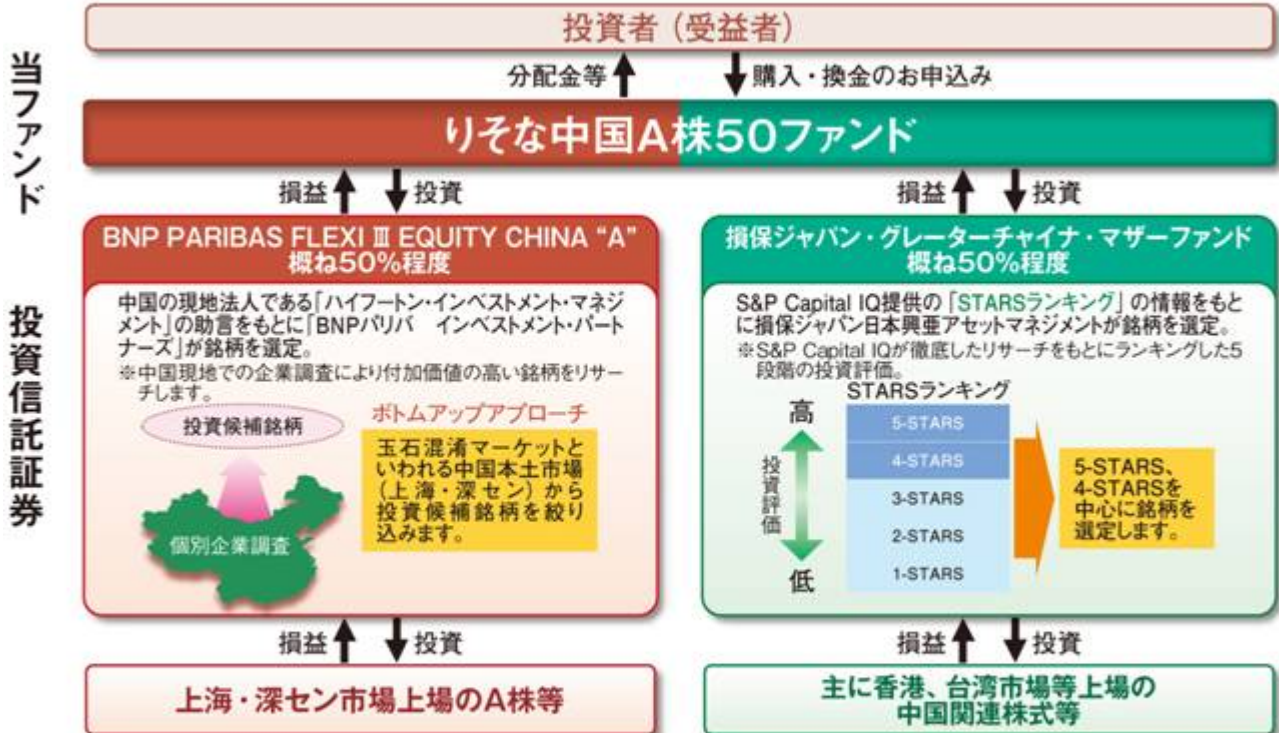 投資者（受益者）
分配金等
購入・換金のお申込み
当ファンド
りそな中国A株50ファンド
損益
投資
損益
投資
投資信託証券
BNP PARIBAS FLEXI Ⅲ EQUITY CHINA “A”
概ね50%程度
中国の現地法人である「ハイフートン・インベストメント・マネジ
メント」の助言をもとに「BNPパリバ　インベストメント・パート
ナーズ」が銘柄を選定。
※中国現地での企業調査により付加価値の高い銘柄をリサー
チします。
投資候補銘柄
個別企業調査
ボトムアップアプローチ
玉石混淆マーケットと
いわれる中国本土市場
（上海・深セン）から
投資候補銘柄を絞り
込みます。
損保ジャパン・グレーターチャイナ・マザーファンド
概ね50%程度
S&P Capital IQ提供の「STARSランキング」の情報をもと
に損保ジャパン日本興亜アセットマネジメントが銘柄を選定。
※S&P Capital IQが徹底したリサーチをもとにランキングした5
段階の投資評価。
STARSランキング
高
投資評価
低
5-STARS
4-STARS
3-STARS
2-STARS
1-STARS
5-STARS、
4-STARSを
中心に銘柄を
選定します。
損益
投資
損益
投資
上海・深セン市場上場のA株等
主に香港、台湾市場等上場の
中国関連株式等